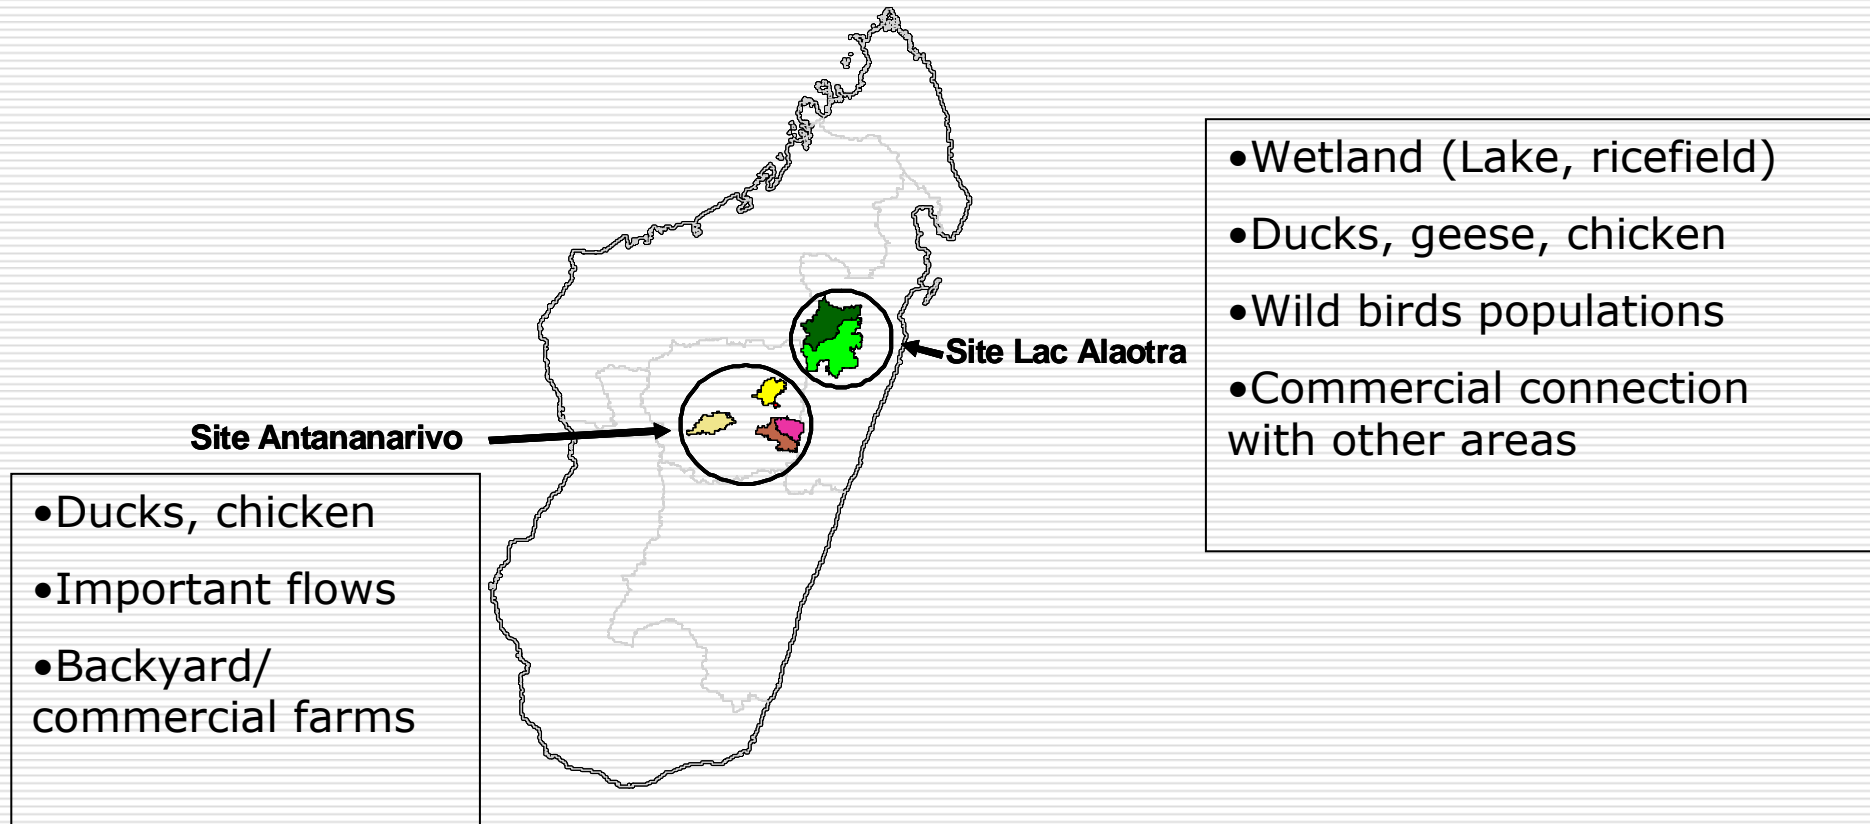 •Wetland (Lake, ricefield)
•Ducks, geese, chicken
•Wild birds populations
•Commercial connection
with other areas
Site Lac Alaotra
Site Antananarivo
•Ducks, chicken
•Important flows
•Backyard/
commercial farms